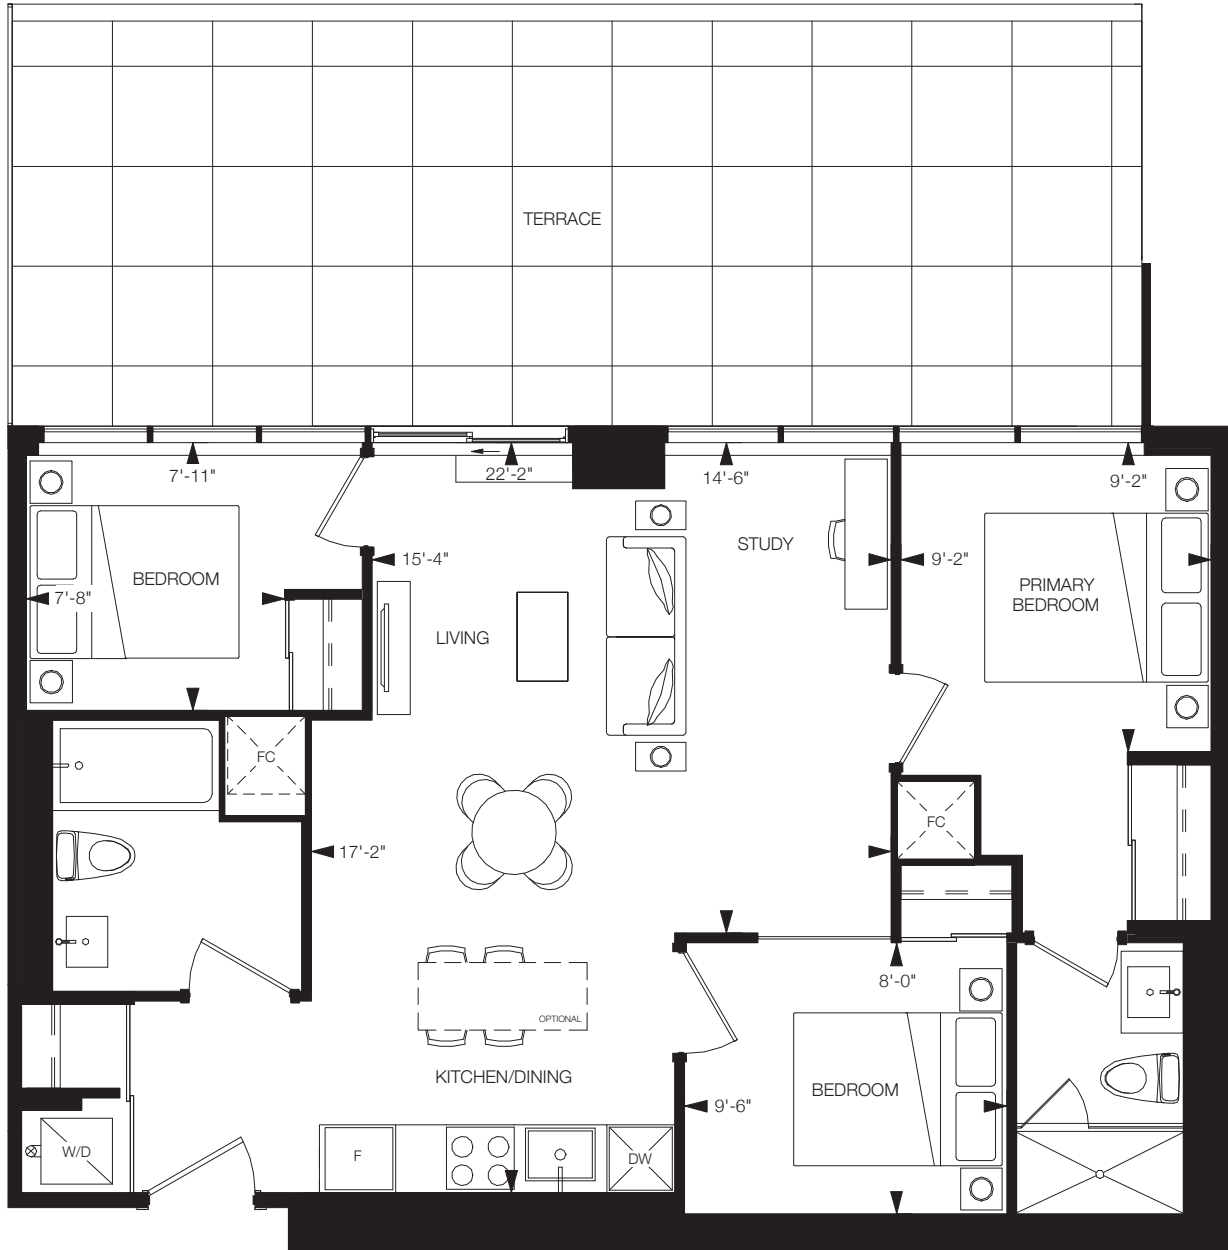 TERRACE
7'-11"
22'-2"
14'-6"
9'-2"
STUDY
15'-4"
9'-2"
BEDROOM
PRIMARY
BEDROOM
7'-8"
LIVING
FC
FC
17'-2"
8'-0"
OPTIONAL
KITCHEN/DINING
BEDROOM
9'-6"
W/D
F
DW